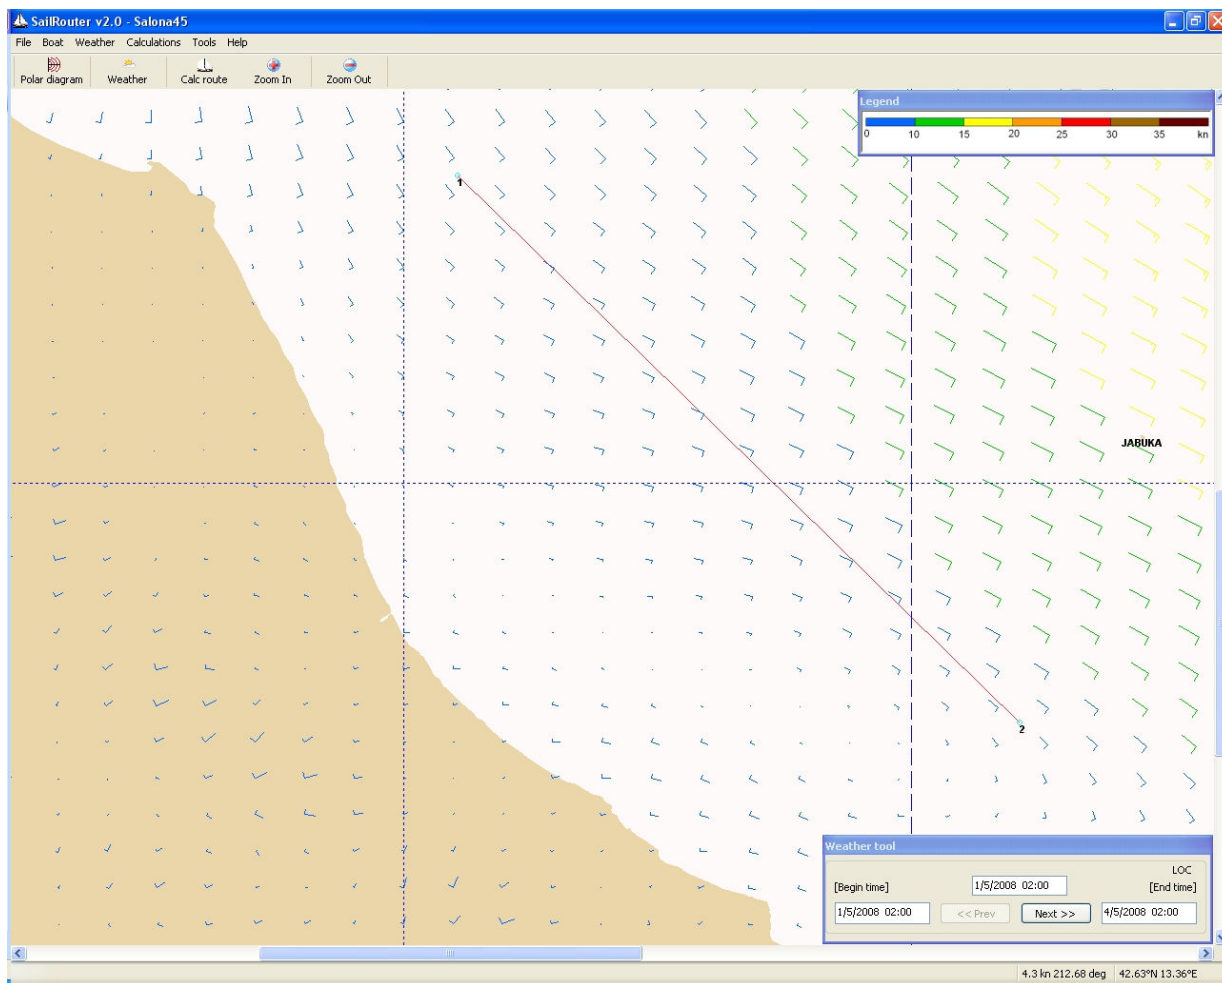 SailRouter v2.0 - Salona45
File Boat Weather Calculations Tools Help
Polar diagram Weather Calc route Zoom In Zoom Out
Legend
0 10 15 20 25 30 35 kn
1
JABUKA
2
Weather tool
LOC
[Begin time] 1/5/2008 02:00 [End time]
1/5/2008 02:00 << Prev Next >> 4/5/2008 02:00
4.3 kn 212.68 deg 42.63°N 13.36°E